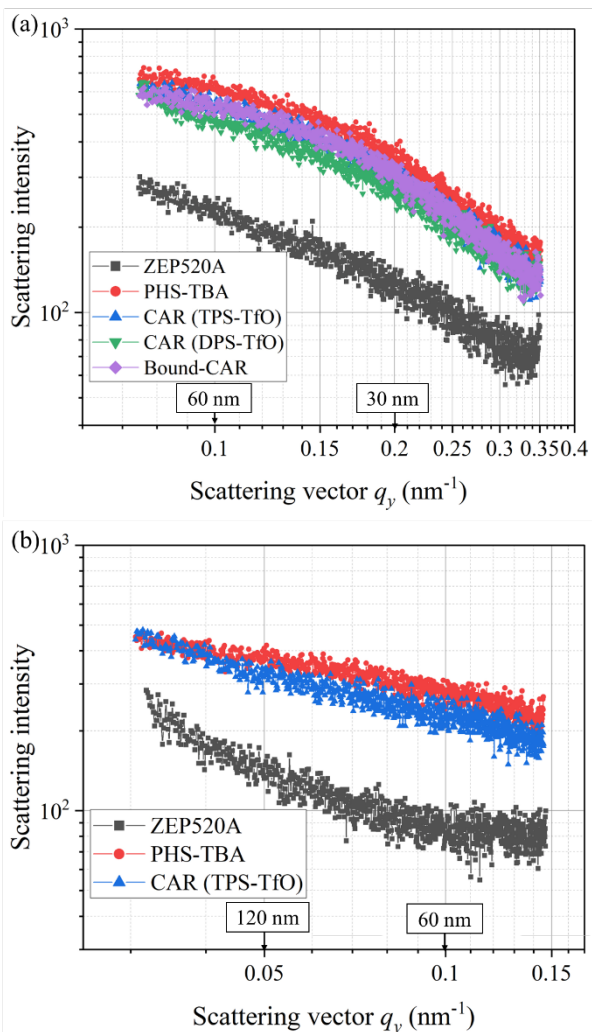 (a)
10³
Scattering intensity
10²
ZEP520A
PHS-TBA
CAR (TPS-TfO)
CAR (DPS-TfO)
Bound-CAR
60 nm
30 nm
0.1 0.15 0.2 0.25 0.3 0.35 0.4
Scattering vector qy (nm⁻¹)
(b)
10³
Scattering intensity
10²
ZEP520A
PHS-TBA
CAR (TPS-TfO)
120 nm
60 nm
0.05 0.1 0.15
Scattering vector qy (nm⁻¹)